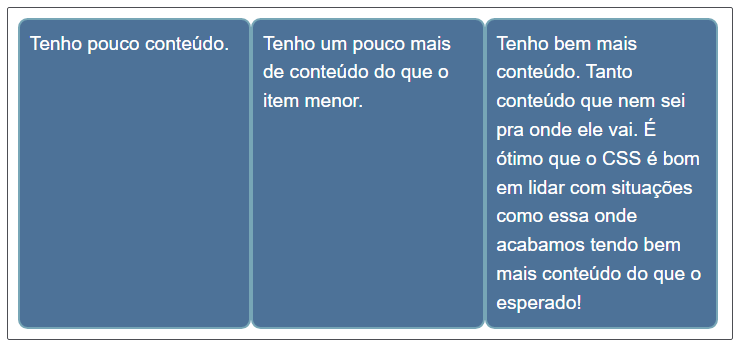 Tenho pouco conteúdo.
Tenho um pouco mais
de conteúdo do que o
item menor.
Tenho bem mais
conteúdo. Tanto
conteúdo que nem sei
pra onde ele vai. É
ótimo que o CSS é bom
em lidar com situações
como essa onde
acabamos tendo bem
mais conteúdo do que o
esperado!